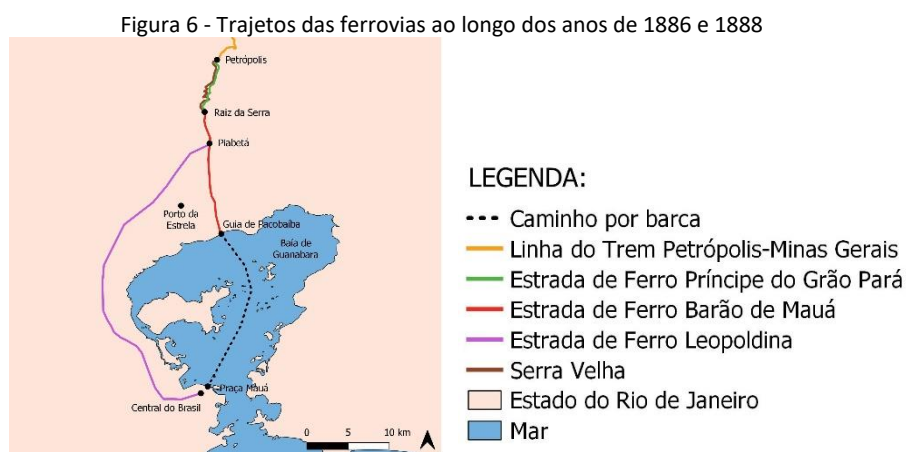 Figura 6 - Trajetos das ferrovias ao longo dos anos de 1886 e 1888
Petrópolis
Raiz da Serra
Piabetá
Porto da
Estrela
Guia de Pacobaíba
Baía de
Guanabara
Praça Mauá
Central do Brasil
0 5 10 km
LEGENDA:
Caminho por barca
Linha do Trem Petrópolis-Minas Gerais
Estrada de Ferro Príncipe do Grão Pará
Estrada de Ferro Barão de Mauá
Estrada de Ferro Leopoldina
Serra Velha
Estado do Rio de Janeiro
Mar